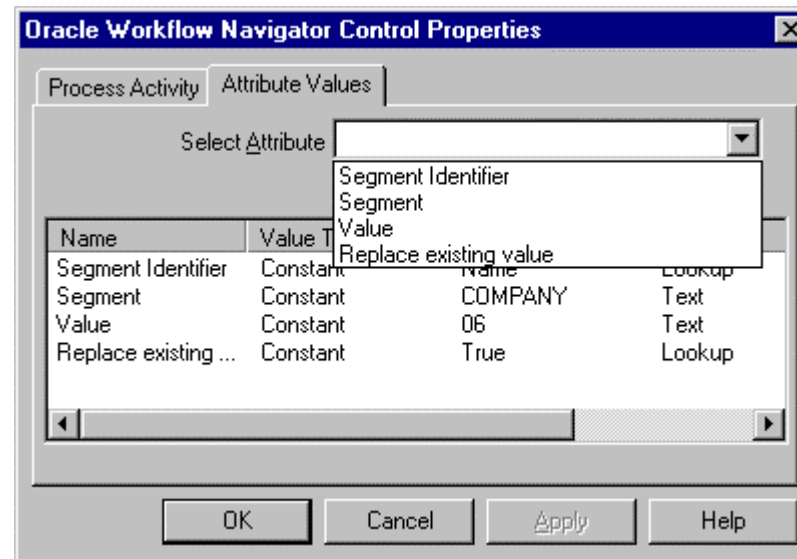 Oracle Workflow Navigator Control Properties
Process Activity Attribute Values
Select Attribute
Segment Identifier
Segment
Value
Replace existing value
Name Value T
Segment Identifier Constant Name Lookup
Segment Constant COMPANY Text
Value Constant 06 Text
Replace existing ... Constant True Lookup
OK Cancel Apply Help